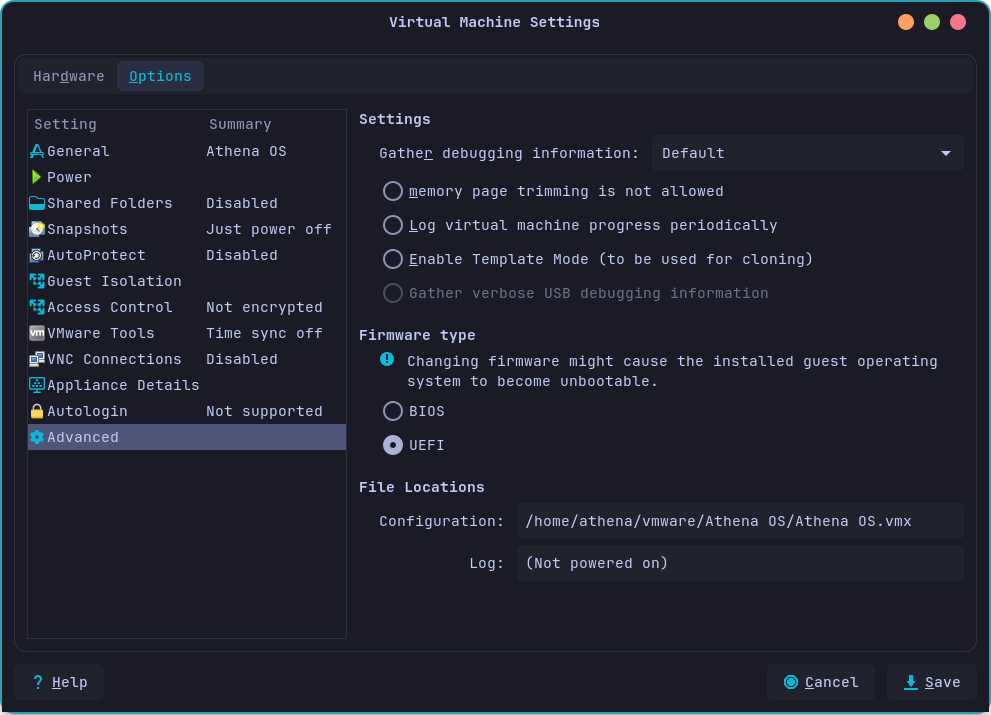 Virtual Machine Settings
Hardware
Options
Setting Summary
General Athena OS
Power
Shared Folders Disabled
Snapshots Just power off
AutoProtect Disabled
Guest Isolation
Access Control Not encrypted
vm VMware Tools Time sync off
VNC Connections Disabled
Appliance Details
Autologin Not supported
Advanced
Settings
Gather debugging information: Default
memory page trimming is not allowed
Log virtual machine progress periodically
Enable Template Mode (to be used for cloning)
Gather verbose USB debugging information
Firmware type
Changing firmware might cause the installed guest operating
system to become unbootable.
BIOS
UEFI
File Locations
Configuration: /home/athena/vmware/Athena OS/Athena OS.vmx
Log: (Not powered on)
? Help
Cancel
Save